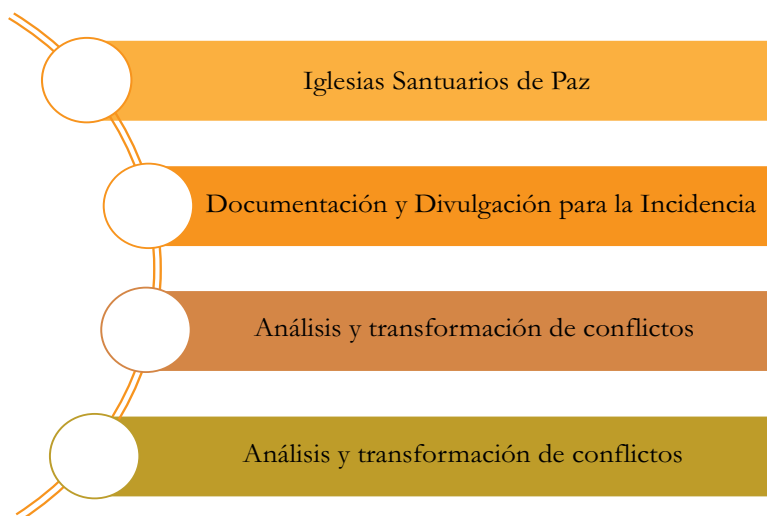 Iglesias Santuarios de Paz
Documentación y Divulgación para la Incidencia
Análisis y transformación de conflictos
Análisis y transformación de conflictos